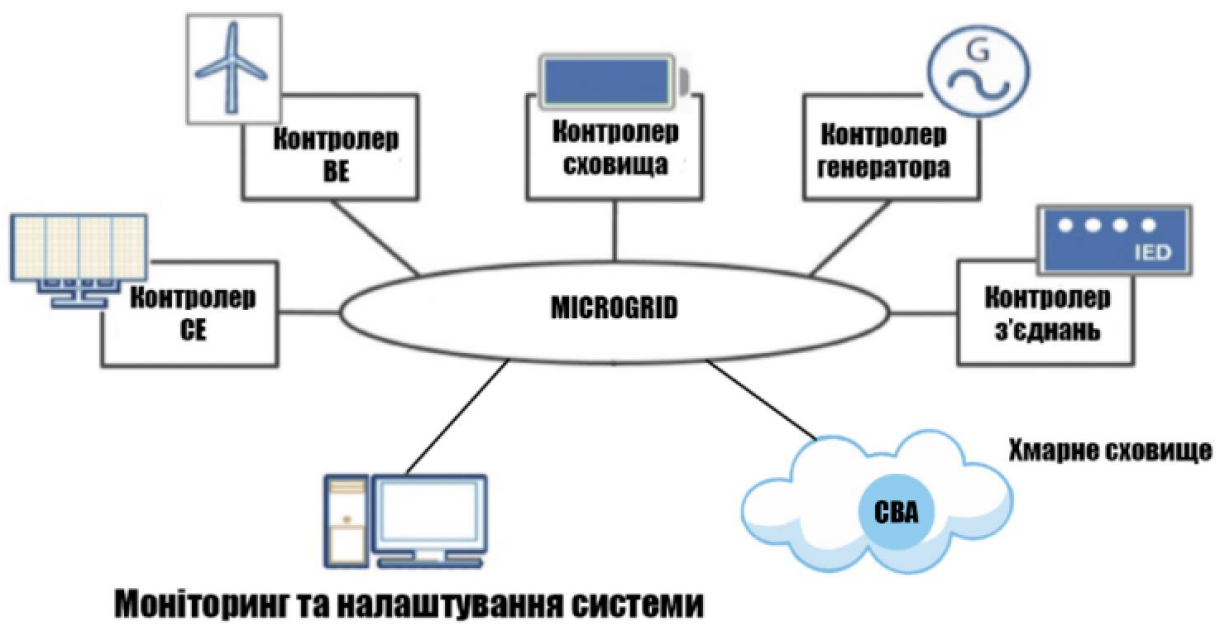 G
Контролер
ВЕ
Контролер
сховища
Контролер
генератора
Контролер
СЕ
MICROGRID
IED
Контролер
з'єднань
Хмарне сховище
СВА
Моніторинг та налаштування системи